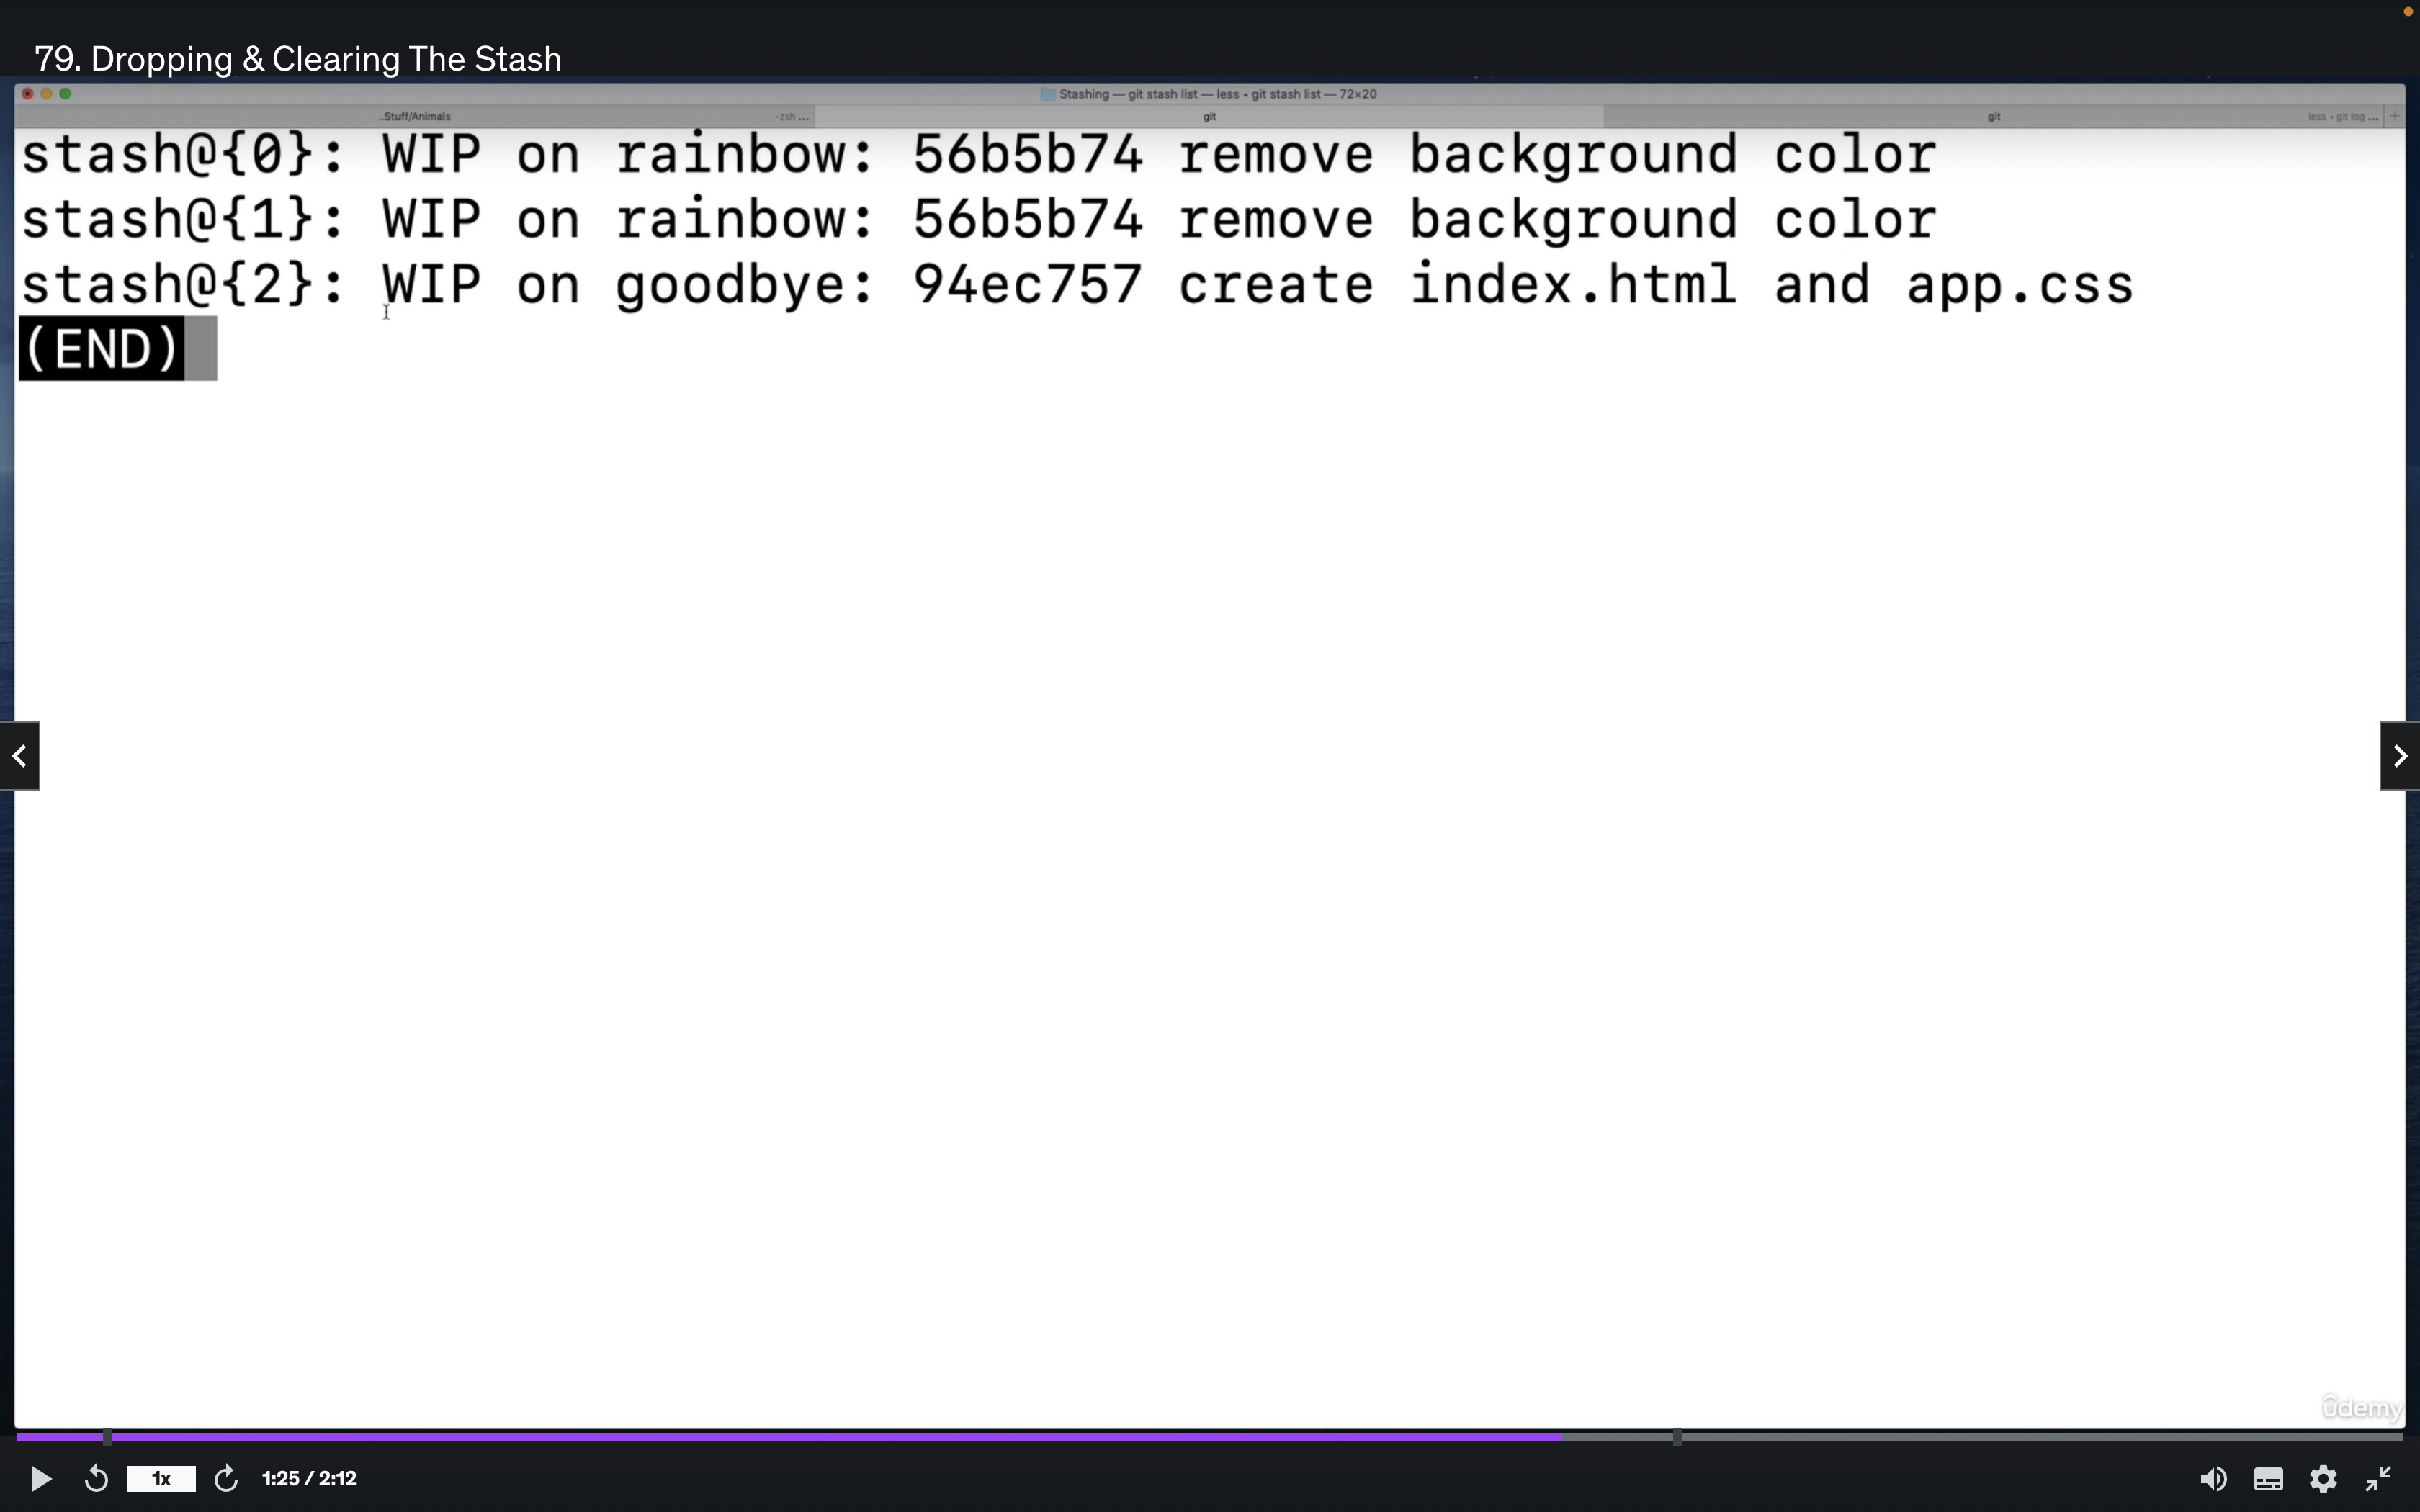 79. Dropping & Clearing The Stash
Stashing — git stash list — less • git stash list — 72×20
..Stuff/Animals
-zsh ...
git
git
less • git log ...
stash@{0}: WIP on rainbow: 56b5b74 remove background color
stash@{1}: WIP on rainbow: 56b5b74 remove background color
stash@{2}: WIP on goodbye: 94ec757 create index.html and app.css
(END)
udemy
1x
1:25 / 2:12